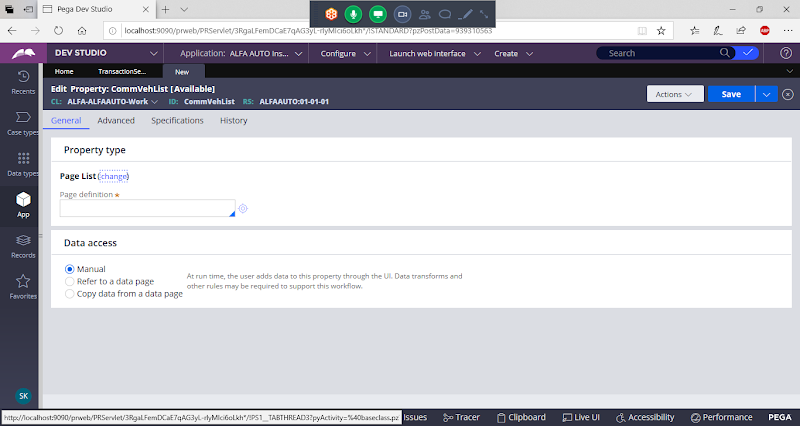 Pega Dev Studio
localhost:9090/prweb/PRServlet/3RgaLFemDCaE7qAG3yL-rlyMlci6oLkh*/!STANDARD?pzPostData=939310563
DEV STUDIO
Application: ALFA AUTO Ins...
Configure
Launch web interface
Create
Search
Recents
Case types
Data types
App
Records
Favorites
SK
Home
TransactionSe...
New
Edit Property: CommVehList [Available]
CL: ALFA-ALFAAUTO-Work ID: CommVehList RS: ALFAAUTO:01-01-01
Actions
Save
General
Advanced
Specifications
History
Property type
Page List (change)
Page definition *
Data access
Manual
Refer to a data page
Copy data from a data page
At run time, the user adds data to this property through the UI. Data transforms and
other rules may be required to support this workflow.
http://localhost:9090/prweb/PRServlet/3RgaLFemDCaE7qAG3yL-rlyMlci6oLkh*/!PS1__TABTHREAD3?pyActivity=%40baseclass.pz
Issues
Tracer
Clipboard
Live UI
Accessibility
Performance
PEGA